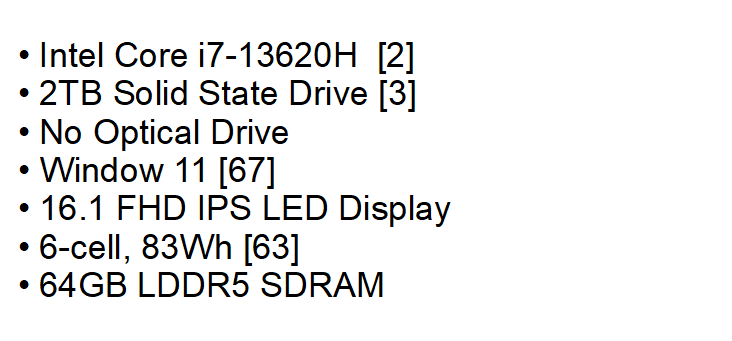 • Intel Core i7-13620H  [2]
• 2TB Solid State Drive [3]
• No Optical Drive
• Window 11 [67]
• 16.1 FHD IPS LED Display
• 6-cell, 83Wh [63]
• 64GB LDDR5 SDRAM